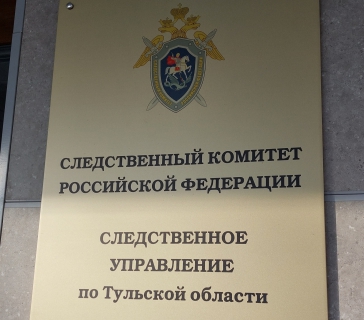 СЛЕДСТВЕННЫЙ КОМИТЕТ
РОССИЙСКОЙ ФЕДЕРАЦИИ
СЛЕДСТВЕННОЕ
УПРАВЛЕНИЕ
по Тульской области